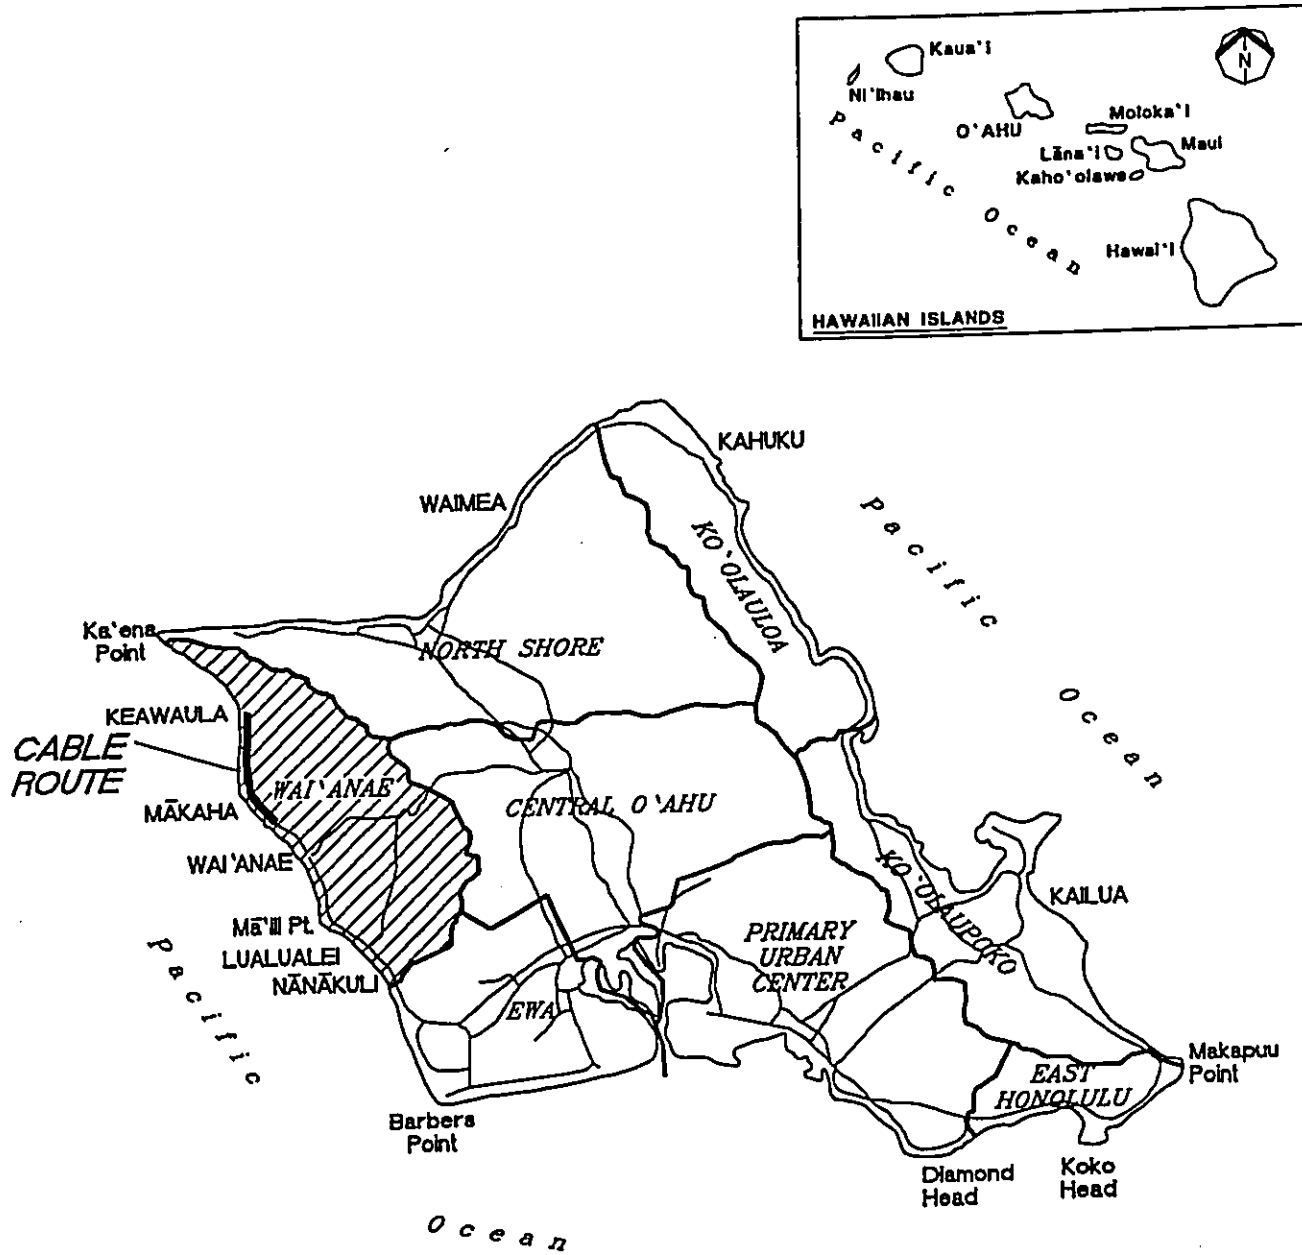 Kaua'i
N
Ni'ihau
O'AHU
Moloka'i
Lāna'i
Maui
Kaho'olawe
Hawai'i
Pacific Ocean
HAWAIIAN ISLANDS
KAHUKU
WAIMEA
Pacific Ocean
KO'OLAULOA
Ka'ena
Point
NORTH SHORE
KEAWAULA
CABLE
ROUTE
WAI'ANAE
MĀKAHA
CENTRAL O'AHU
WAI'ANAE
KO'OLAUPOKO
KAILUA
Mā'ili Pt.
LUALUALEI
NĀNĀKULI
PRIMARY
URBAN
CENTER
EWA
Makapuu
Point
EAST
HONOLULU
Barbers
Point
Diamond
Head
Koko
Head
Pacific
Ocean